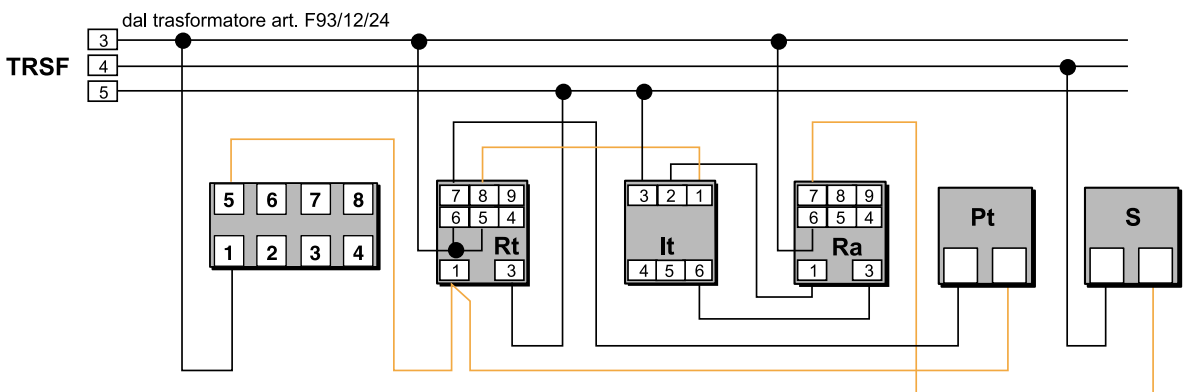 dal trasformatore art. F93/12/24
3
TRSF 4
5
5 6 7 8
1 2 3 4
7 8 9
6 5 4
Rt
1 3
3 2 1
It
4 5 6
7 8 9
6 5 4
Ra
1 3
Pt
S